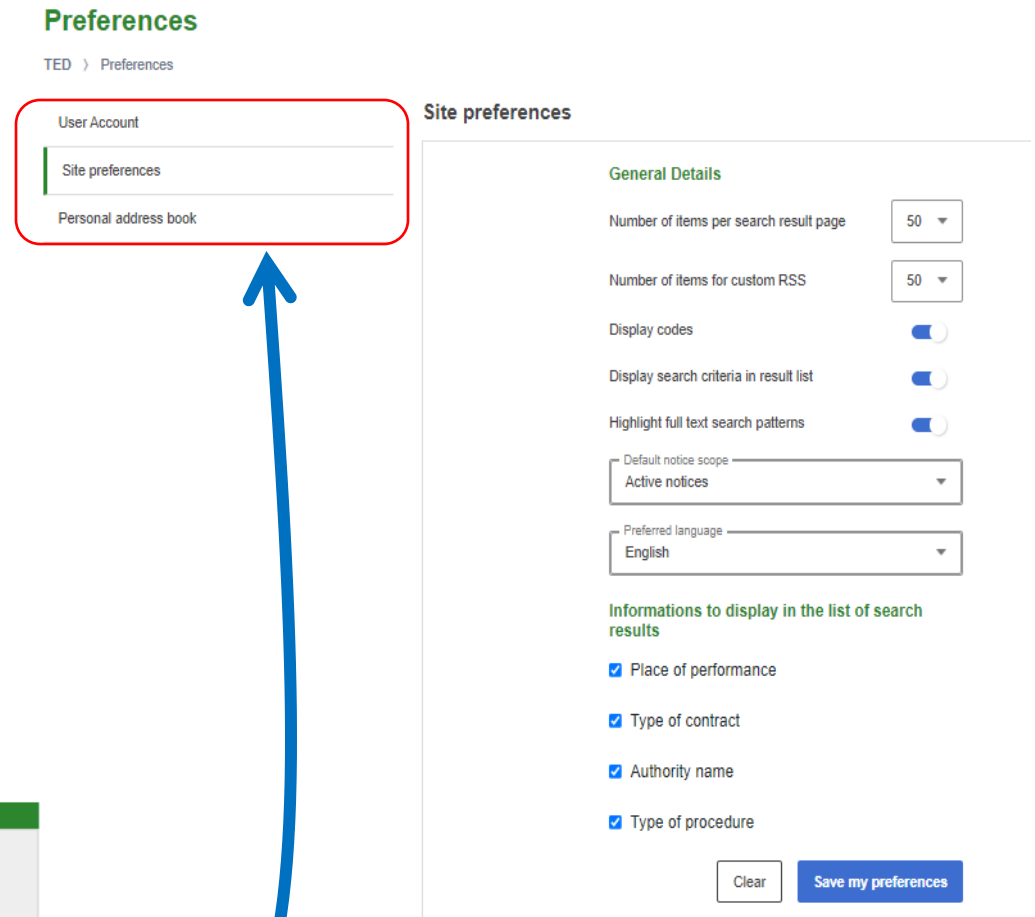 Preferences
TED > Preferences
User Account
Site preferences
Personal address book
Site preferences
General Details
Number of items per search result page
50
Number of items for custom RSS
50
Display codes
Display search criteria in result list
Highlight full text search patterns
Default notice scope
Active notices
Preferred language
English
Informations to display in the list of search
results
Place of performance
Type of contract
Authority name
Type of procedure
Clear
Save my preferences